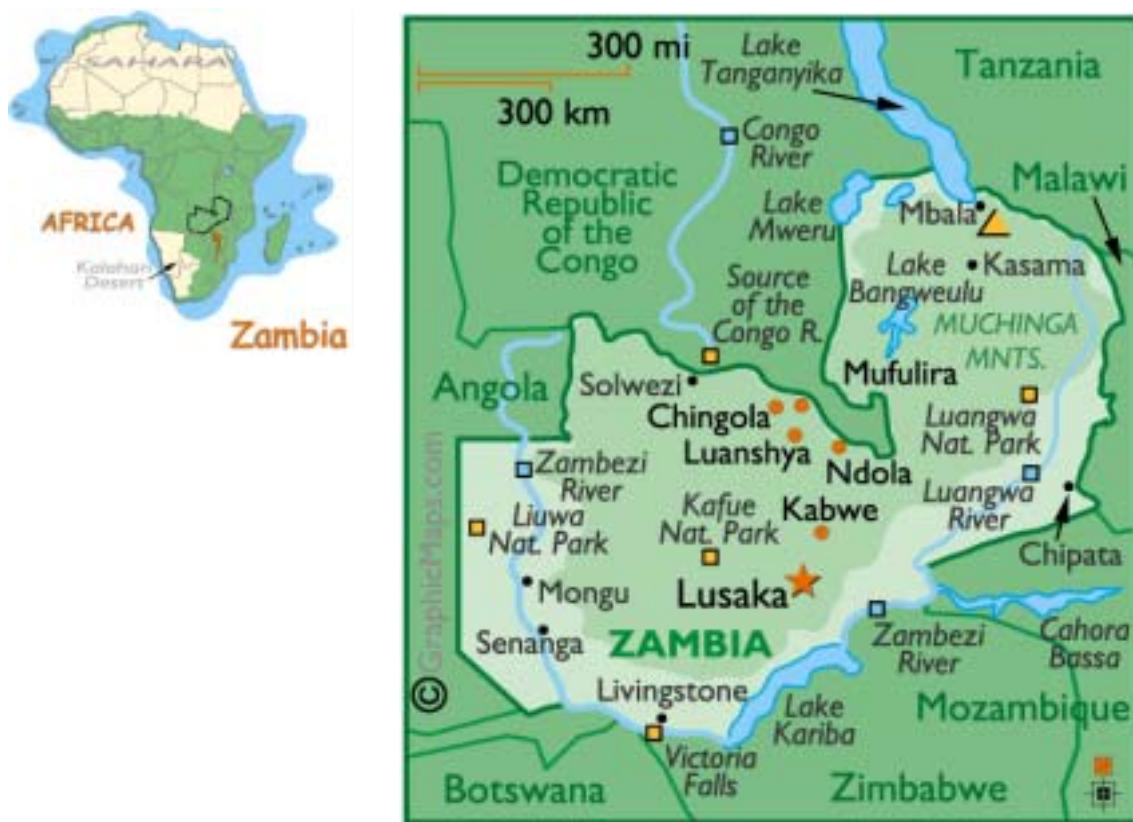 SAHARA
AFRICA
Kalahari
Desert
Zambia
300 mi
300 km
Lake
Tanganyika
Tanzania
Congo
River
Democratic
Republic
of the
Congo
Lake
Mweru
Malawi
Mbala
Kasama
Lake
Bangweulu
MUCHINGA
MNTS.
Source
of the
Congo R.
Angola
Solwezi
Mufulira
Chingola
Luanshya
Ndola
Luangwa
Nat. Park
Zambezi
River
Liuwa
Nat. Park
Kafue
Nat. Park
Kabwe
Luangwa
River
Chipata
Mongu
Lusaka
Senanga
ZAMBIA
Zambezi
River
Cahora
Bassa
Livingstone
Lake
Kariba
Mozambique
Victoria
Falls
Botswana
Zimbabwe
© GraphicMaps.com